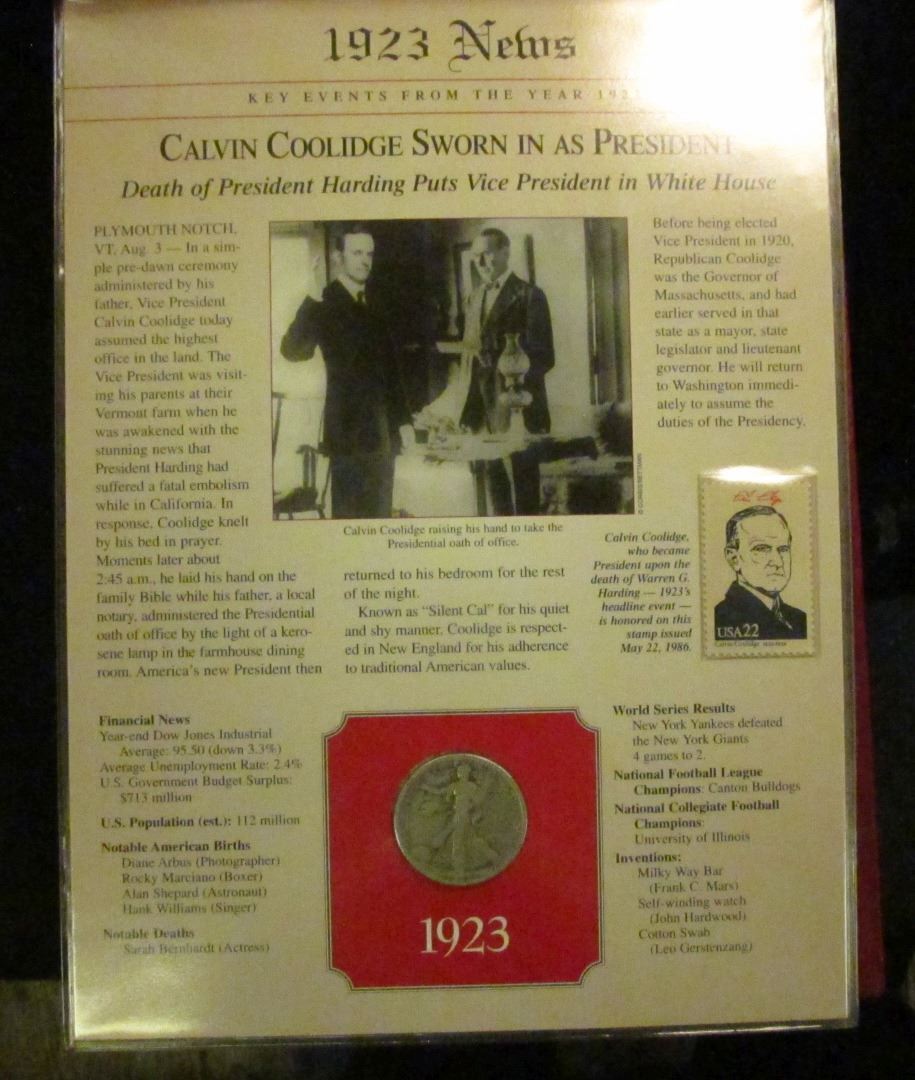 1923 News
KEY EVENTS FROM THE YEAR 192
CALVIN COOLIDGE SWORN IN AS PRESIDENT
Death of President Harding Puts Vice President in White House
PLYMOUTH NOTCH,
VT, Aug. 3 — In a sim-
ple pre-dawn ceremony
administered by his
father, Vice President
Calvin Coolidge today
assumed the highest
office in the land. The
Vice President was visit-
ing his parents at their
Vermont farm when he
was awakened with the
stunning news that
President Harding had
suffered a fatal embolism
while in California. In
response, Coolidge knelt
by his bed in prayer.
Moments later about
2:45 a.m., he laid his hand on the
family Bible while his father, a local
notary, administered the Presidential
oath of office by the light of a kero-
sene lamp in the farmhouse dining
room. America's new President then
© CORBIS/BETTMANN
Calvin Coolidge raising his hand to take the
Presidential oath of office.
returned to his bedroom for the rest
of the night.
Known as "Silent Cal" for his quiet
and shy manner, Coolidge is respect-
ed in New England for his adherence
to traditional American values.
Before being elected
Vice President in 1920,
Republican Coolidge
was the Governor of
Massachusetts, and had
earlier served in that
state as a mayor, state
legislator and lieutenant
governor. He will return
to Washington immedi-
ately to assume the
duties of the Presidency.
Calvin Coolidge,
who became
President upon the
death of Warren G.
Harding — 1923's
headline event —
is honored on this
stamp issued
May 22, 1986.
USA22
Calvin Coolidge
Financial News
Year-end Dow Jones Industrial
Average: 95.50 (down 3.3%)
Average Unemployment Rate: 2.4%
U.S. Government Budget Surplus:
$713 million
U.S. Population (est.): 112 million
Notable American Births
Diane Arbus (Photographer)
Rocky Marciano (Boxer)
Alan Shepard (Astronaut)
Hank Williams (Singer)
Notable Deaths
Sarah Bernhardt (Actress)
1923
World Series Results
New York Yankees defeated
the New York Giants
4 games to 2.
National Football League
Champions: Canton Bulldogs
National Collegiate Football
Champions:
University of Illinois
Inventions:
Milky Way Bar
(Frank C. Mars)
Self-winding watch
(John Hardwood)
Cotton Swab
(Leo Gerstenzang)